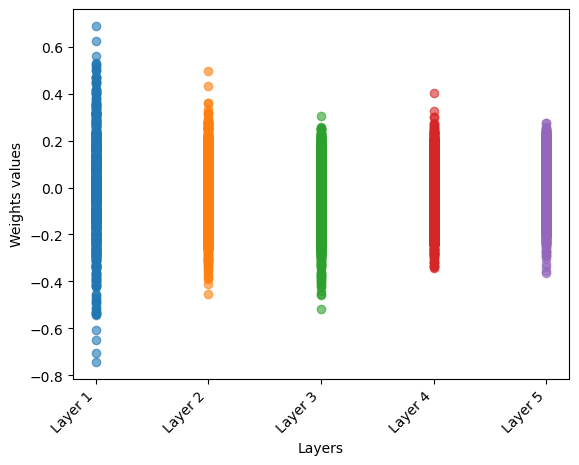 Weights values
0.6
0.4
0.2
0.0
−0.2
−0.4
−0.6
−0.8
Layer 1
Layer 2
Layer 3
Layer 4
Layer 5
Layers